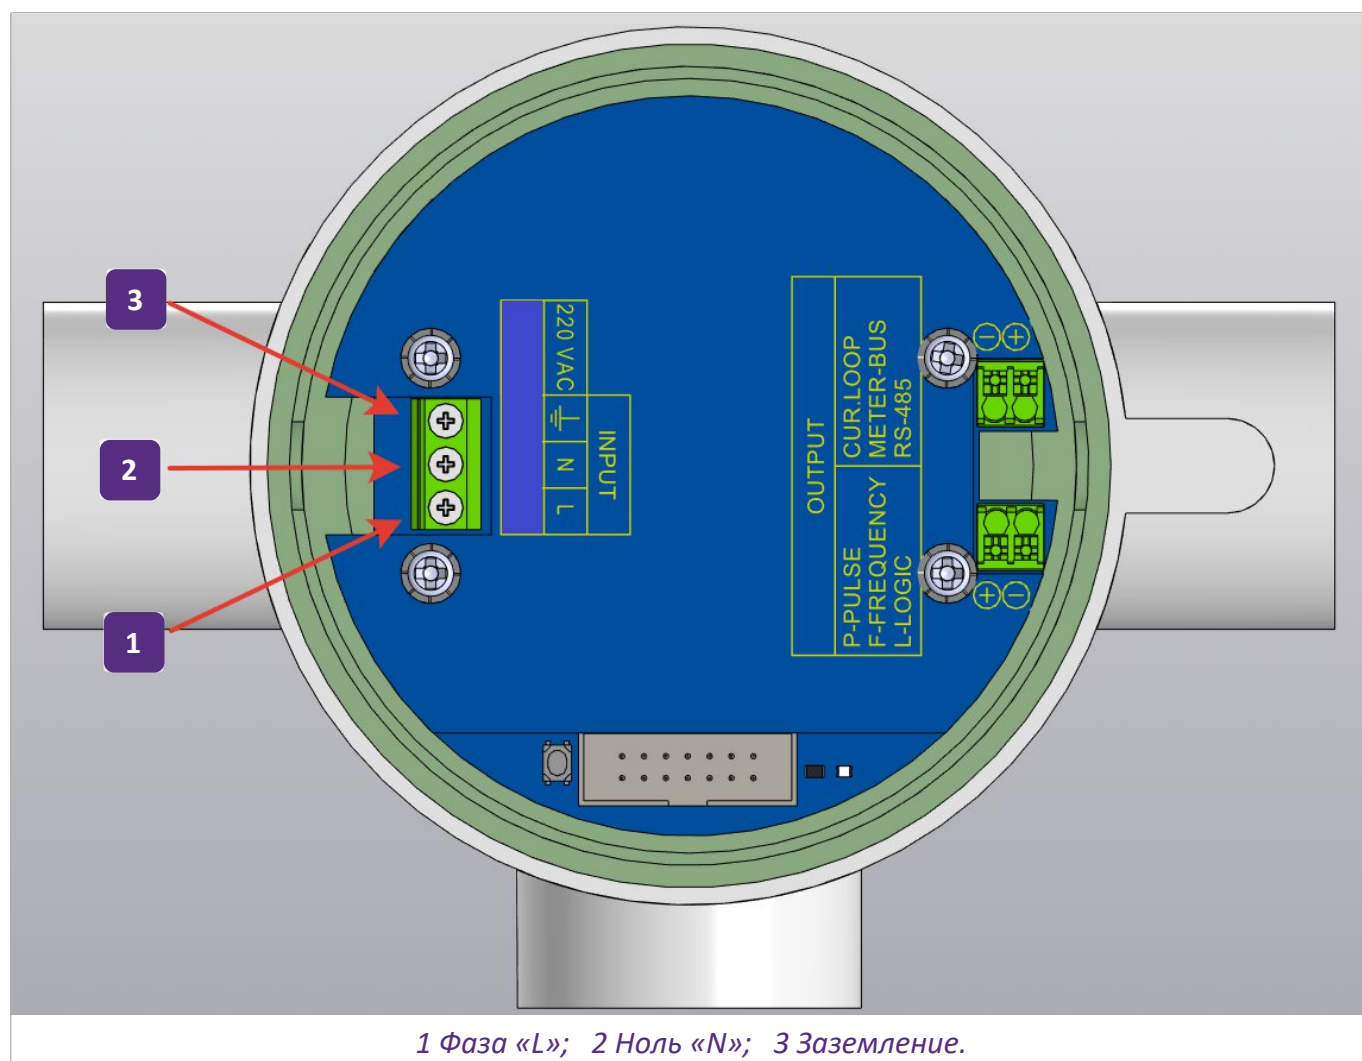 3
2
1
220 VAC
N
L
INPUT
OUTPUT
CUR.LOOP
METER-BUS
RS-485
P-PULSE
F-FREQUENCY
L-LOGIC
1 Фаза «L»; 2 Ноль «N»; 3 Заземление.